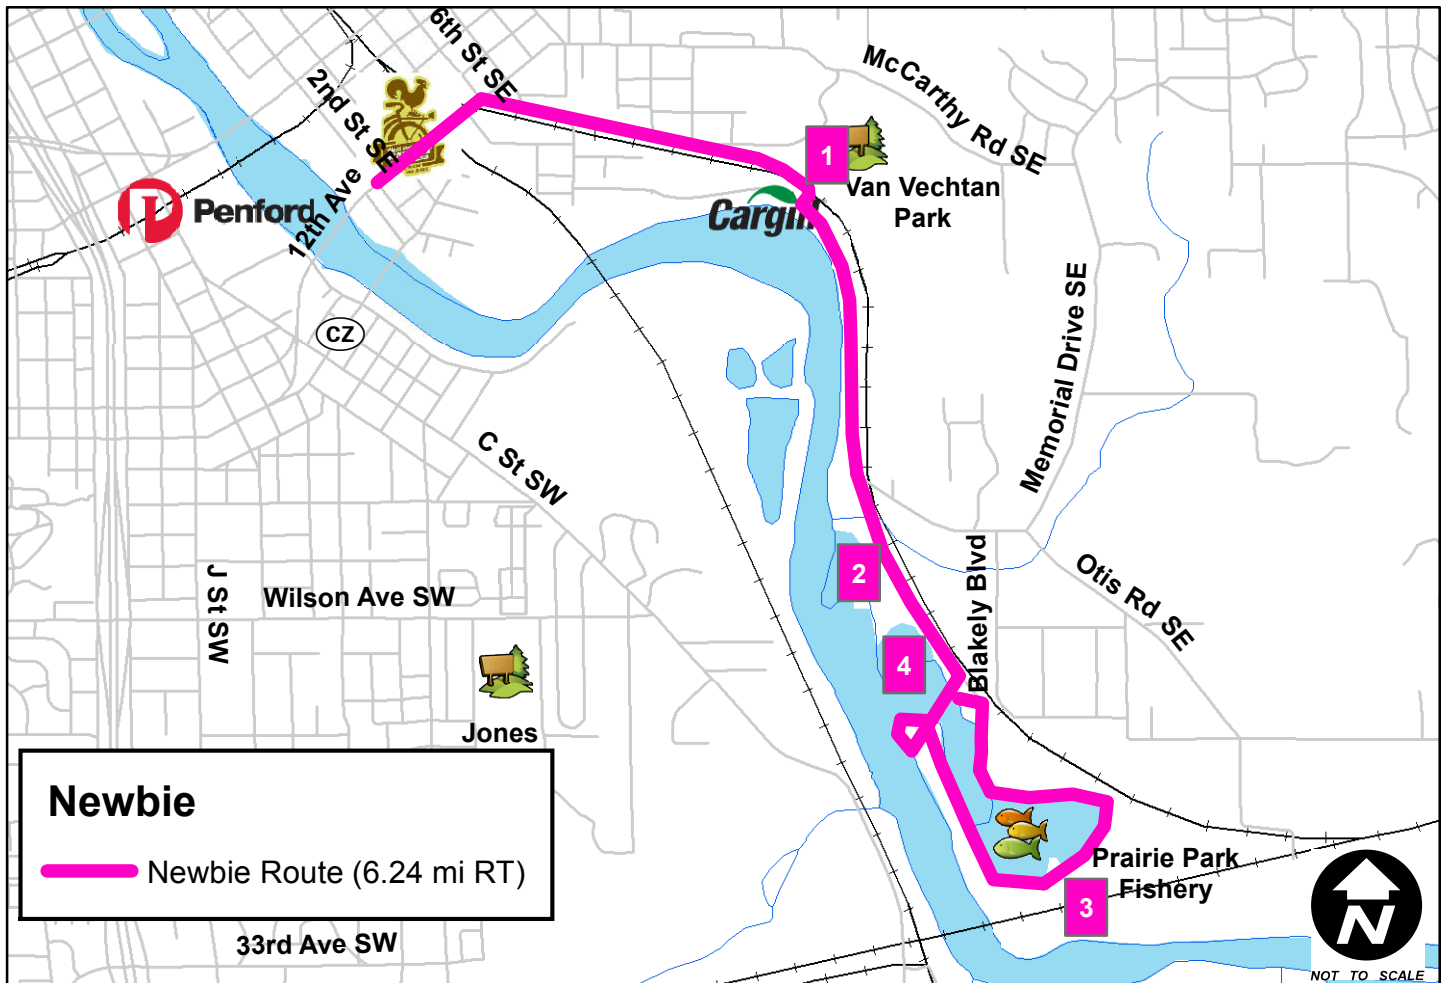 6th St SE
McCarthy Rd SE
2nd St SE
1
Van Vechtan
Park
Penford
Cargill
12th Ave
CZ
Memorial Drive SE
C St SW
2
Blakely Blvd
Otis Rd SE
J St SW
Wilson Ave SW
4
Jones
Newbie
Newbie Route (6.24 mi RT)
Prairie Park
Fishery
3
33rd Ave SW
N
NOT TO SCALE